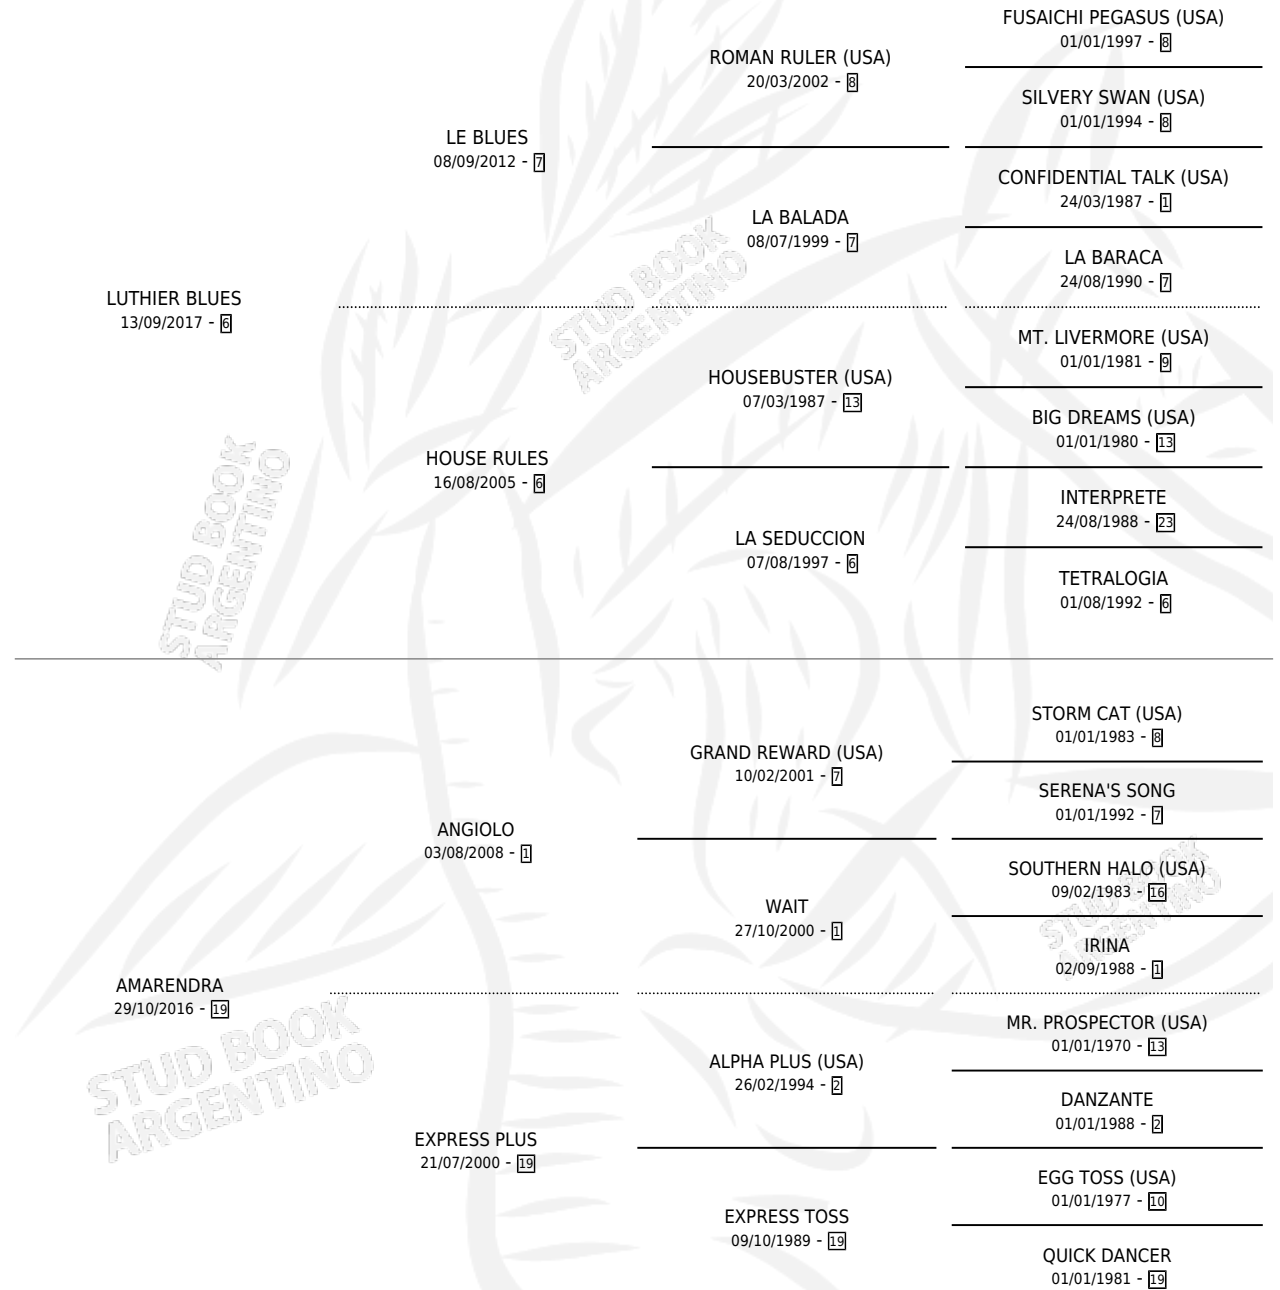 FUSAICHI PEGASUS (USA)
01/01/1997 - 8
ROMAN RULER (USA)
20/03/2002 - 8
SILVERY SWAN (USA)
01/01/1994 - 8
LE BLUES
08/09/2012 - 7
CONFIDENTIAL TALK (USA)
24/03/1987 - 1
LA BALADA
08/07/1999 - 7
LA BARACA
24/08/1990 - 7
LUTHIER BLUES
13/09/2017 - 6
STUD BOOK
ARGENTINO
MT. LIVERMORE (USA)
01/01/1981 - 9
HOUSEBUSTER (USA)
07/03/1987 - 13
BIG DREAMS (USA)
01/01/1980 - 13
HOUSE RULES
16/08/2005 - 6
INTERPRETE
24/08/1988 - 23
LA SEDUCCION
07/08/1997 - 6
TETRALOGIA
01/08/1992 - 6
STUD BOOK
ARGENTINO
STORM CAT (USA)
01/01/1983 - 8
GRAND REWARD (USA)
10/02/2001 - 7
SERENA'S SONG
01/01/1992 - 7
ANGIOLO
03/08/2008 - 1
SOUTHERN HALO (USA)
09/02/1983 - 16
WAIT
27/10/2000 - 1
IRINA
02/09/1988 - 1
STUD BOOK
ARGENTINO
AMARENDRA
29/10/2016 - 19
STUD BOOK
ARGENTINO
MR. PROSPECTOR (USA)
01/01/1970 - 13
ALPHA PLUS (USA)
26/02/1994 - 2
DANZANTE
01/01/1988 - 2
EXPRESS PLUS
21/07/2000 - 19
EGG TOSS (USA)
01/01/1977 - 10
EXPRESS TOSS
09/10/1989 - 19
QUICK DANCER
01/01/1981 - 19